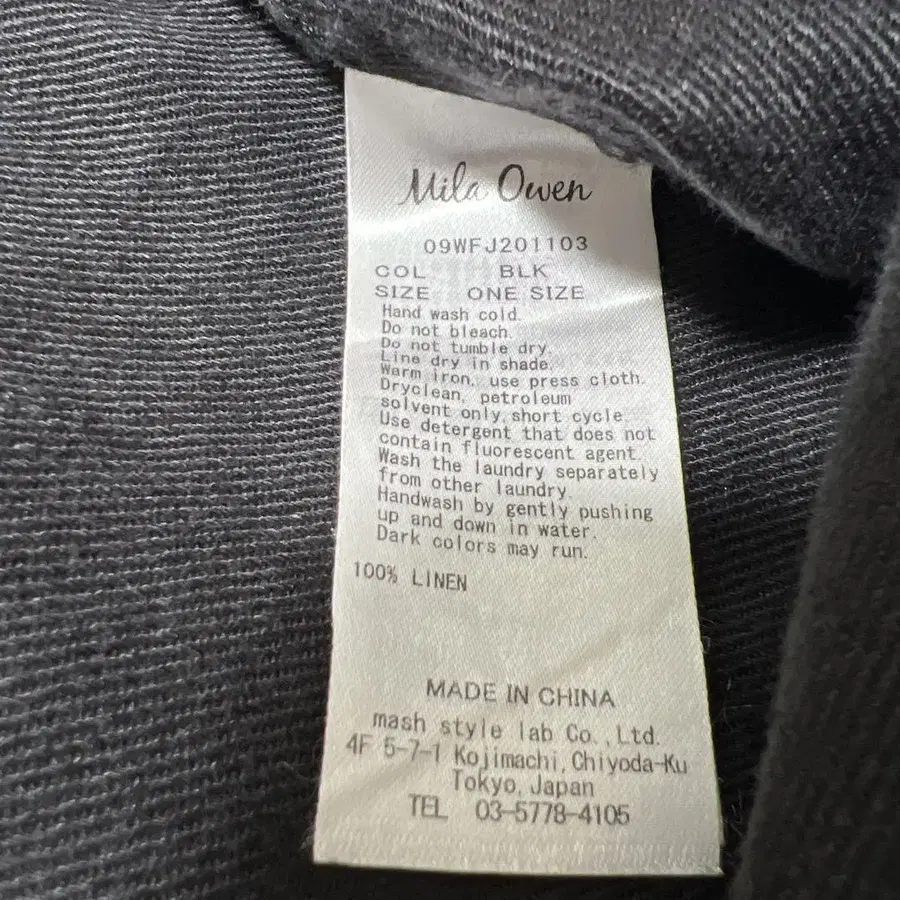 Mila Owen
09WFJ201103
COL BLK
SIZE ONE SIZE
Hand wash cold.
Do not bleach.
Do not tumble dry.
Line dry in shade.
Warm iron, use press cloth.
Dryclean, petroleum
solvent only,short cycle.
Use detergent that does not
contain fluorescent agent.
Wash the laundry separately
from other laundry.
Handwash by gently pushing
up and down in water.
Dark colors may run.
100% LINEN
MADE IN CHINA
mash style lab Co.,Ltd.
4F 5-7-1 Kojimachi,Chiyoda-Ku
Tokyo,Japan
TEL 03-5778-4105